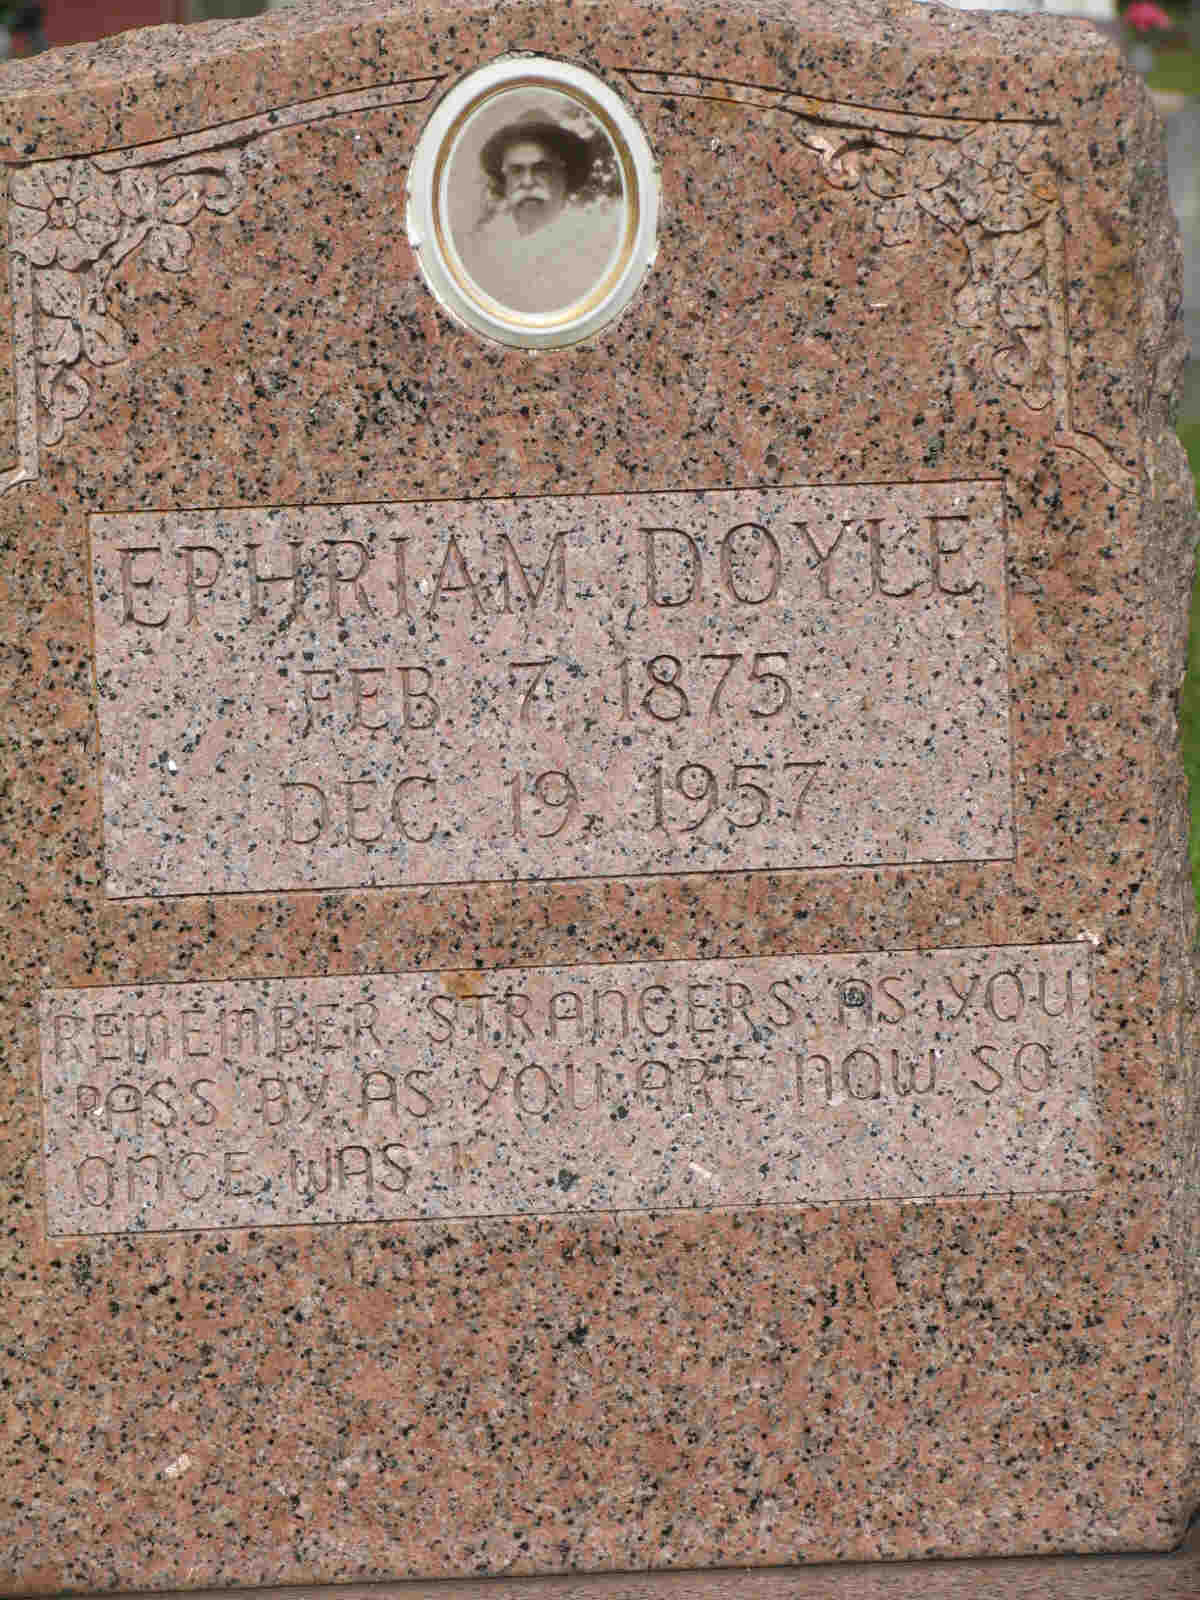 EPHRIAM DOYLE
FEB 7 1875
DEC 19, 1957
REMEMBER STRANGERS AS YOU
PASS BY AS YOU ARE NOW SO
ONCE WAS I